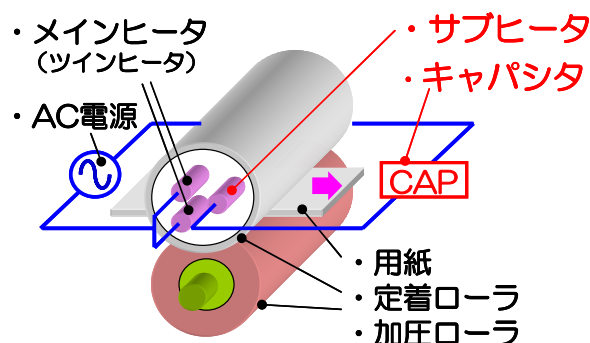 ・メインヒータ
(ツインヒータ)
・AC電源
・サブヒータ
・キャパシタ
CAP
・用紙
・定着ローラ
・加圧ローラ